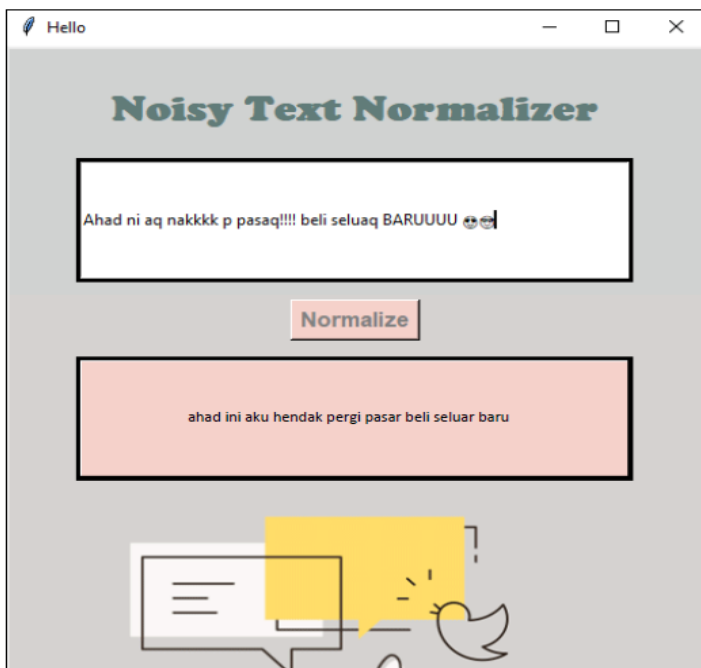 Hello
Noisy Text Normalizer
Ahad ni aq nakkkk p pasaq!!!! beli seluaq BARUUUU 😎😎
Normalize
ahad ini aku hendak pergi pasar beli seluar baru